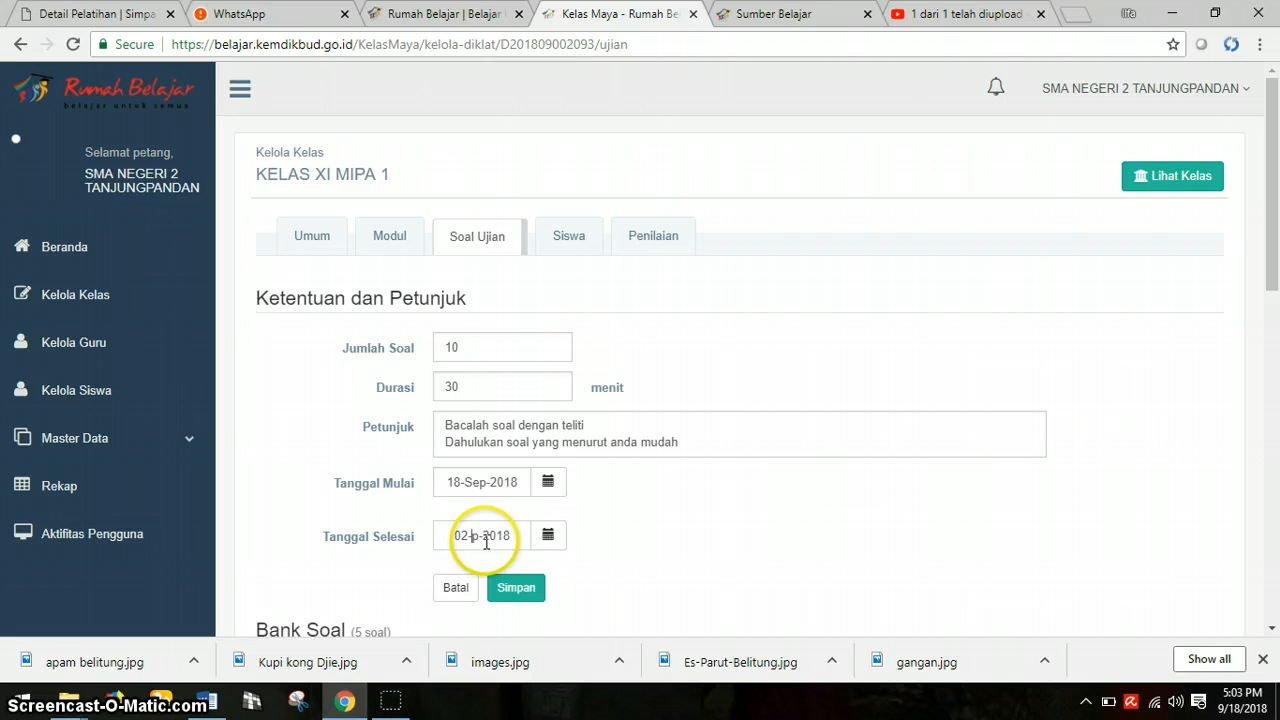 Detail Pelatihan | Simpa
WhatsApp
Rumah Belajar | Belajar
Kelas Maya - Rumah Be
Sumber Belajar
1 dari 1 telah diupload
Secure
https://belajar.kemdikbud.go.id/KelasMaya/kelola-diklat/D201809002093/ujian
Rumah Belajar
belajar untuk semua
SMA NEGERI 2 TANJUNGPANDAN
Selamat petang,
SMA NEGERI 2
TANJUNGPANDAN
Beranda
Kelola Kelas
Kelola Guru
Kelola Siswa
Master Data
Rekap
Aktifitas Pengguna
Kelola Kelas
KELAS XI MIPA 1
Lihat Kelas
Umum
Modul
Soal Ujian
Siswa
Penilaian
Ketentuan dan Petunjuk
Jumlah Soal
10
Durasi
30
menit
Petunjuk
Bacalah soal dengan teliti
Dahulukan soal yang menurut anda mudah
Tanggal Mulai
18-Sep-2018
Tanggal Selesai
02-p-2018
Batal
Simpan
Bank Soal (5 soal)
apam belitung.jpg
Kupi kong Djie.jpg
images.jpg
Es-Parut-Belitung.jpg
gangan.jpg
Show all
Screencast-O-Matic.com
5:03 PM
9/18/2018